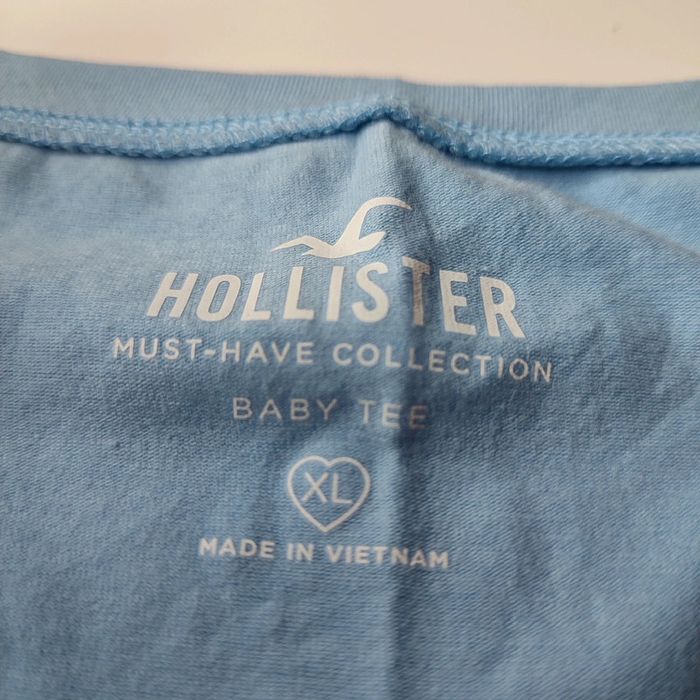 HOLLISTER
MUST-HAVE COLLECTION
BABY TEE
XL
MADE IN VIETNAM